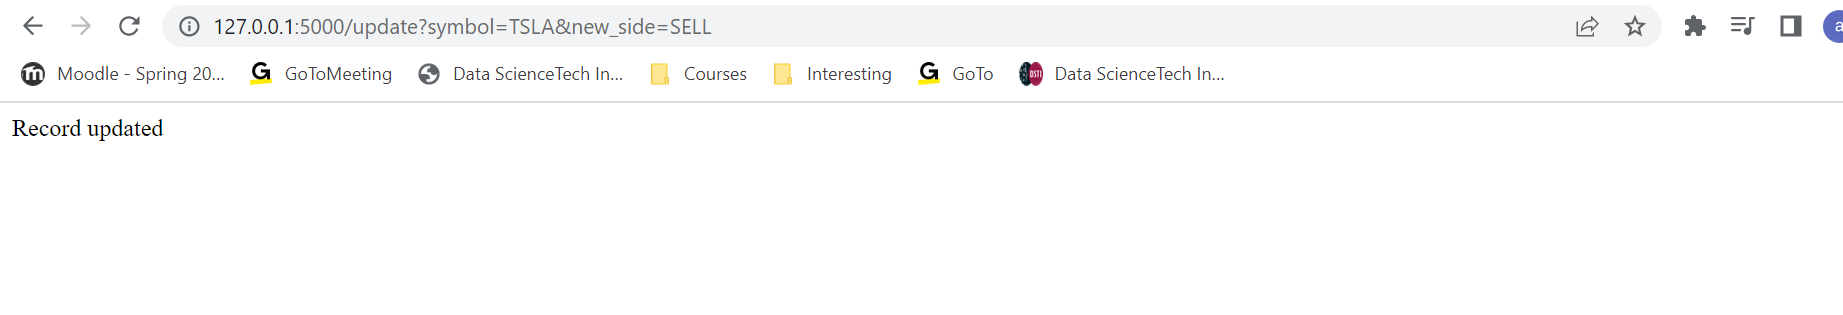 127.0.0.1:5000/update?symbol=TSLA&new_side=SELL
a
Moodle - Spring 20... GoToMeeting Data ScienceTech In... Courses Interesting GoTo Data ScienceTech In...
Record updated